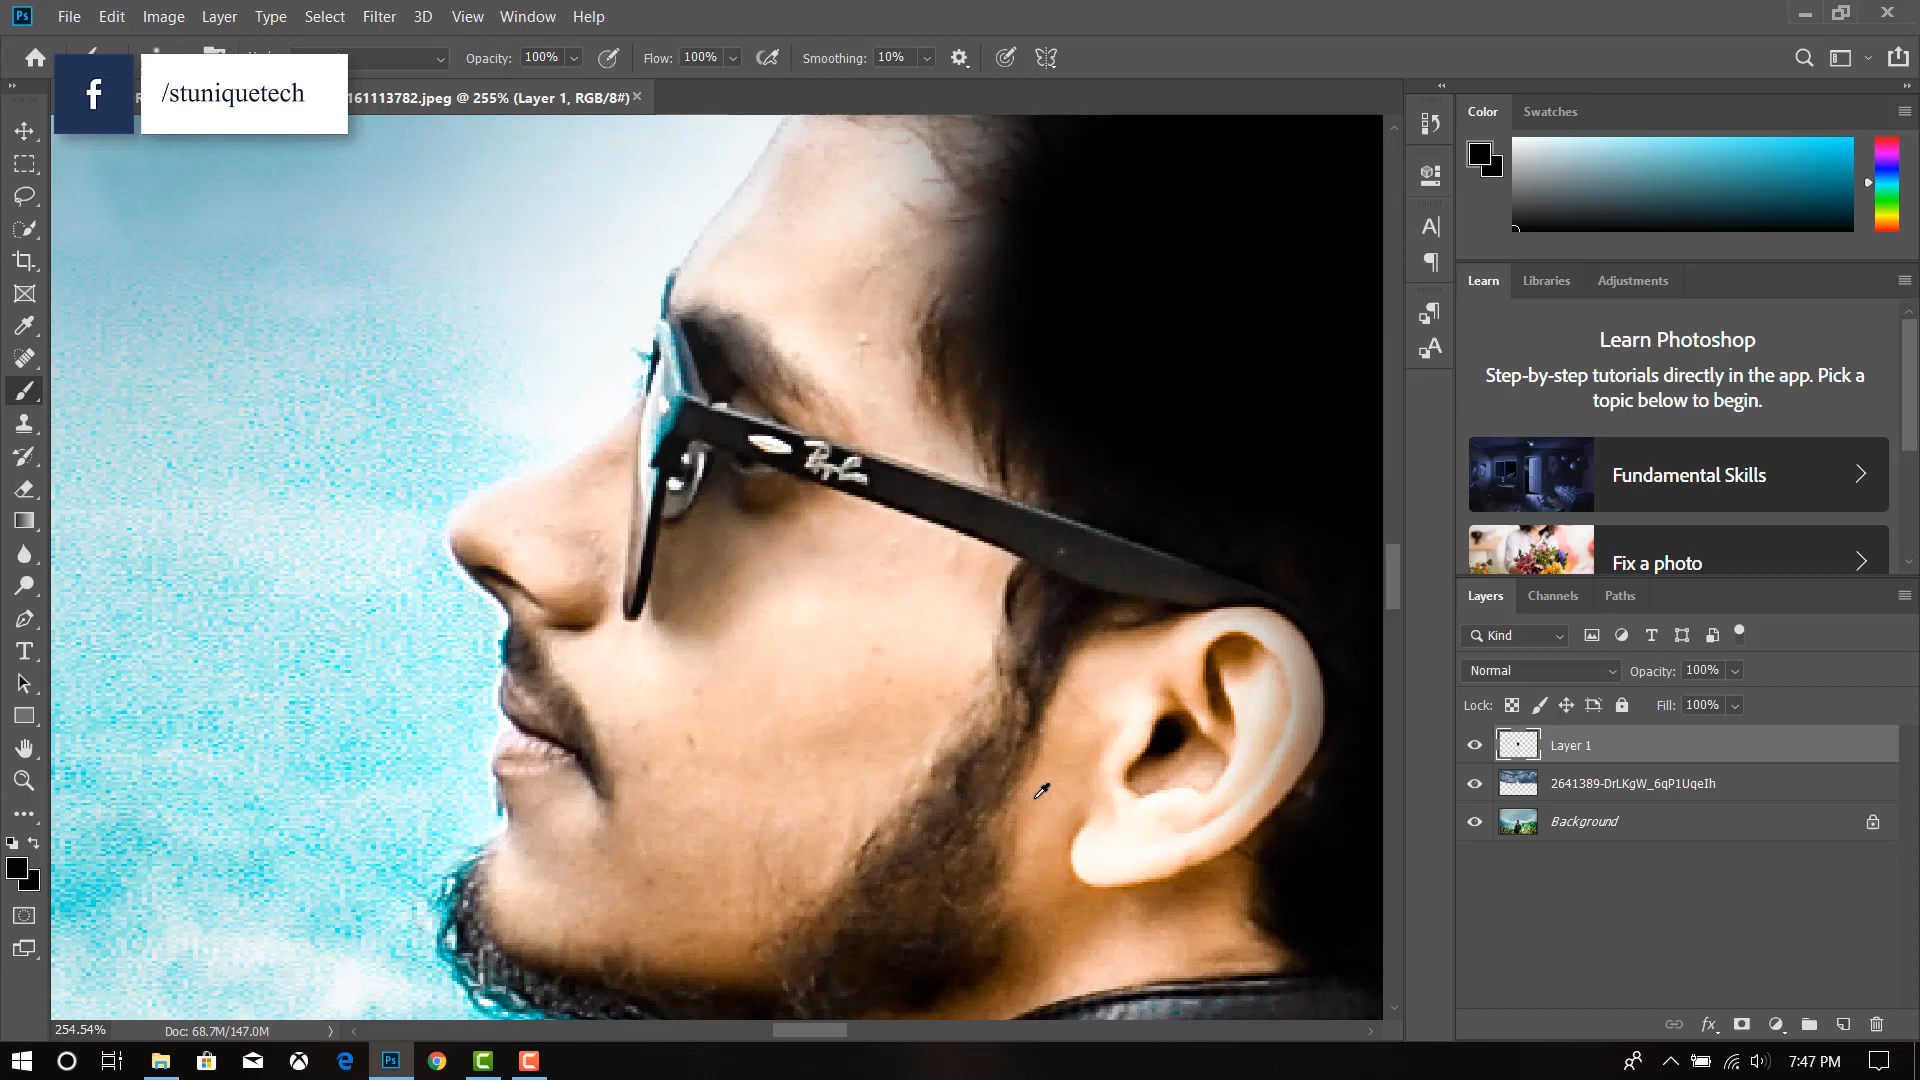 Ps File Edit Image Layer Type Select Filter 3D View Window Help
Opacity: 100% Flow: 100% Smoothing: 10%
f /stuniquetech
161113782.jpeg @ 255% (Layer 1, RGB/8#) ×
Color Swatches
Learn Libraries Adjustments
Learn Photoshop
Step-by-step tutorials directly in the app. Pick a
topic below to begin.
Fundamental Skills
Fix a photo
Layers Channels Paths
Kind
Normal Opacity: 100%
Lock: Fill: 100%
Layer 1
2641389-DrLKgW_6qP1UqeIh
Background
fx
254.54% Doc: 68.7M/147.0M
7:47 PM